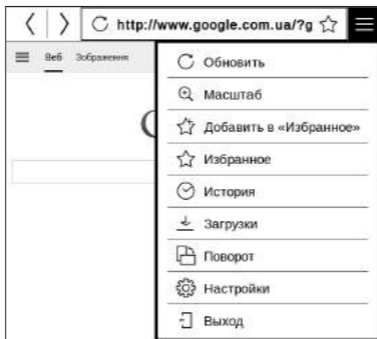 http://www.google.com.ua/?g
Веб Зображення
Обновить
Масштаб
Добавить в «Избранное»
Избранное
История
Загрузки
Поворот
Настройки
Выход